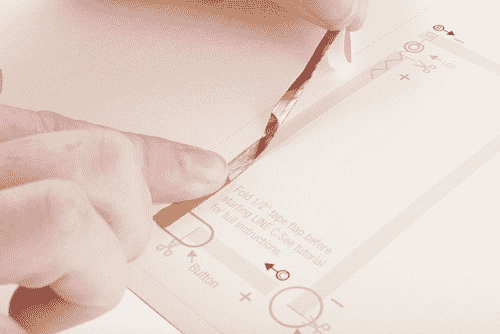 Fold 1/2" tape flap before
starting LINE C. See tutorial
for full instructions.
Button
+
+
-
-